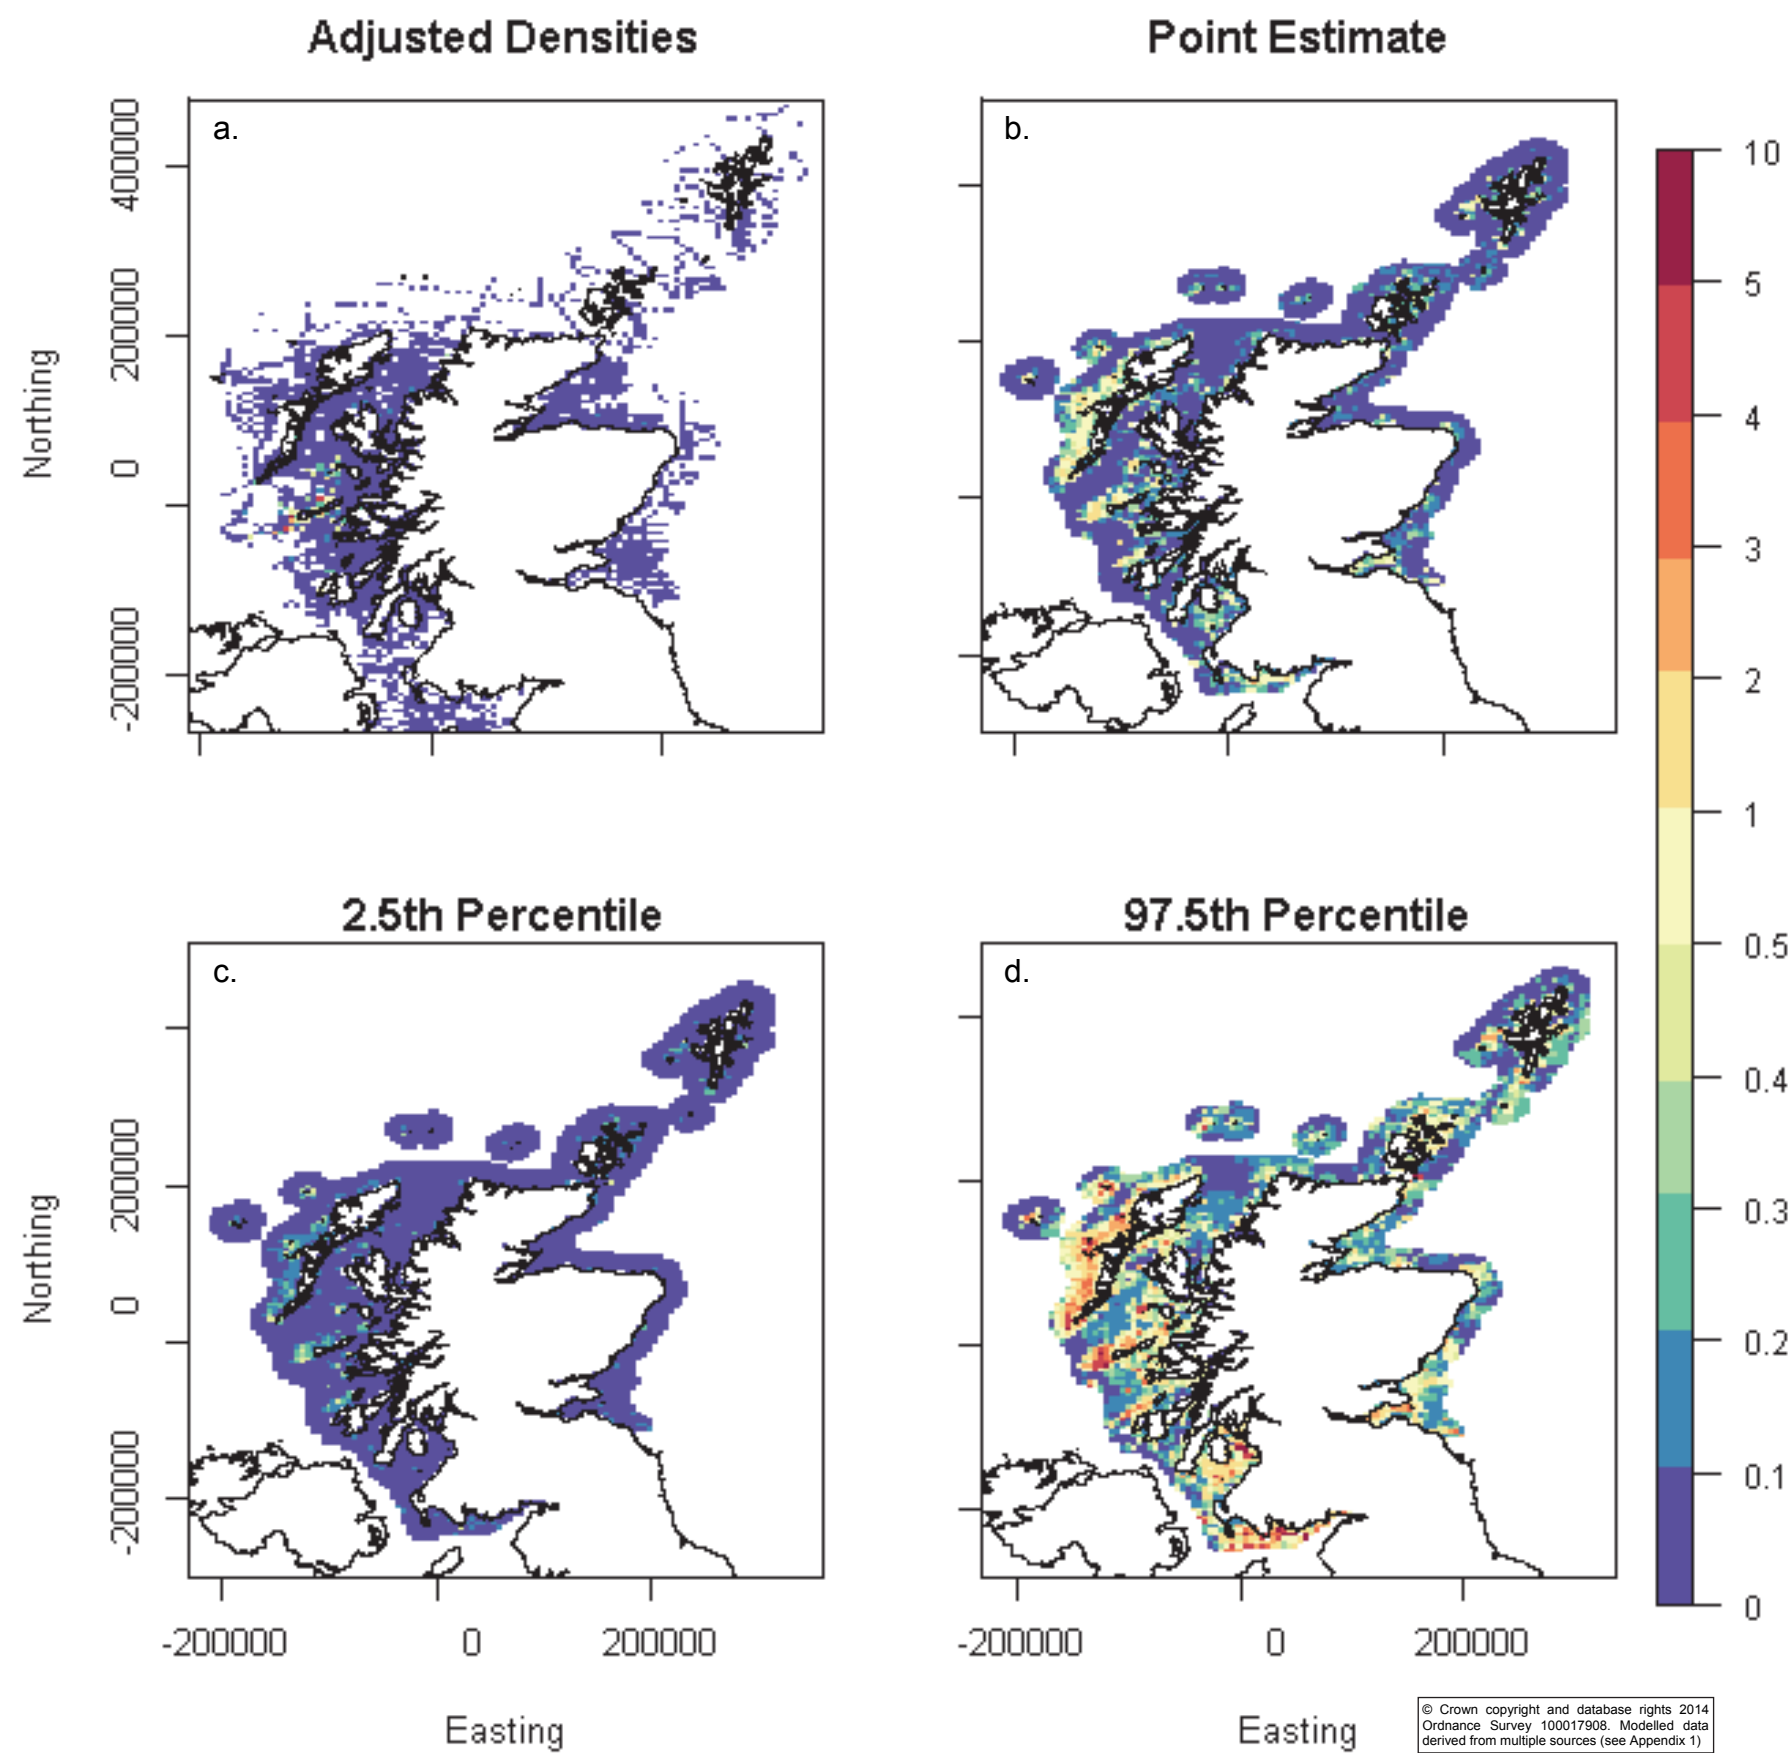 Adjusted Densities
Point Estimate
a.
b.
Northing
400000
200000
0
-200000
10
5
4
3
2
1
0.5
0.4
0.3
0.2
0.1
0
2.5th Percentile
97.5th Percentile
c.
d.
Northing
200000
0
-200000
-200000
0
200000
-200000
0
200000
Easting
Easting
© Crown copyright and database rights 2014
Ordnance Survey 100017908. Modelled data
derived from multiple sources (see Appendix 1)